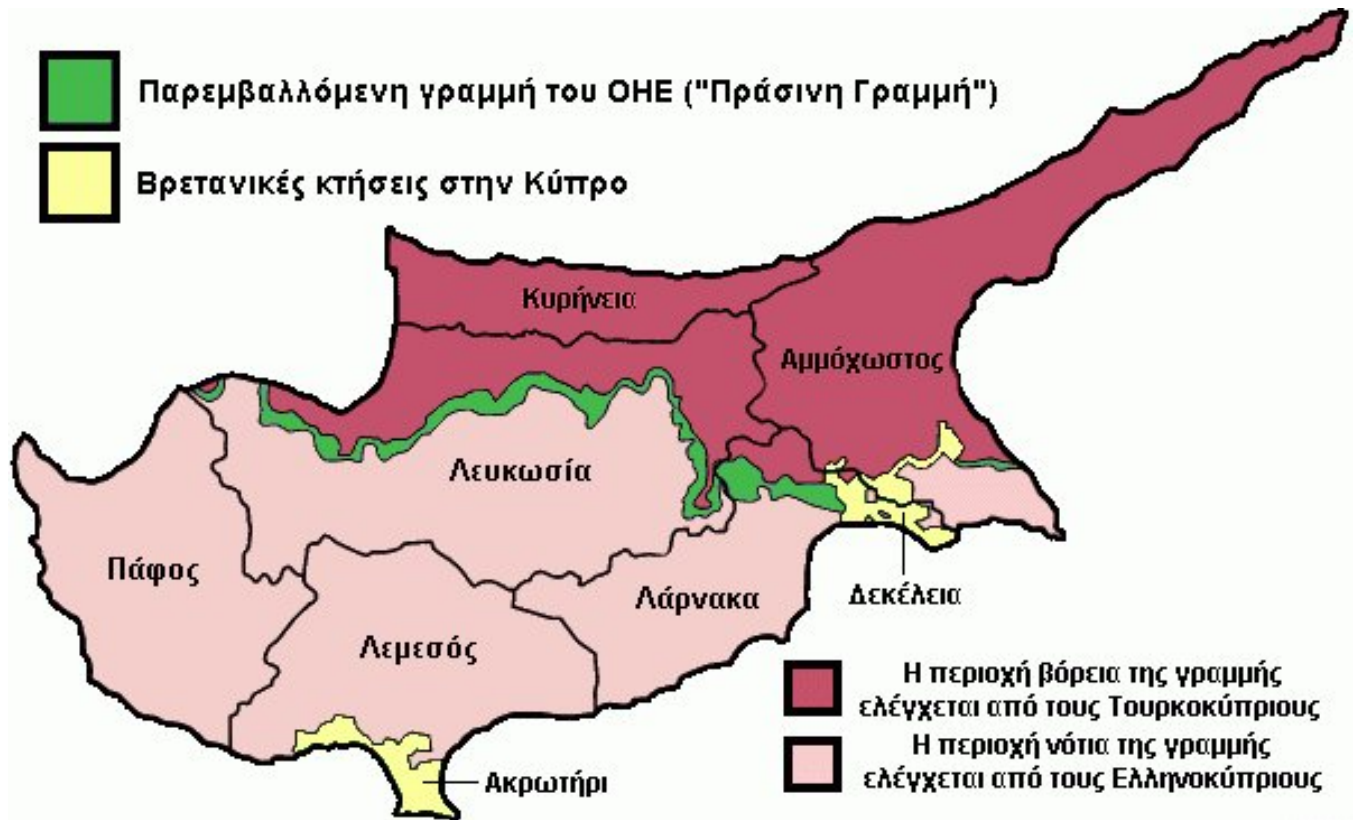 Παρεμβαλλόμενη γραμμή του ΟΗΕ ("Πράσινη Γραμμή")
Βρετανικές κτήσεις στην Κύπρο
Κυρήνεια
Αμμόχωστος
Λευκωσία
Πάφος
Λάρνακα
Δεκέλεια
Λεμεσός
Ακρωτήρι
Η περιοχή βόρεια της γραμμής
ελέγχεται από τους Τουρκοκύπριους
Η περιοχή νότια της γραμμής
ελέγχεται από τους Ελληνοκύπριους